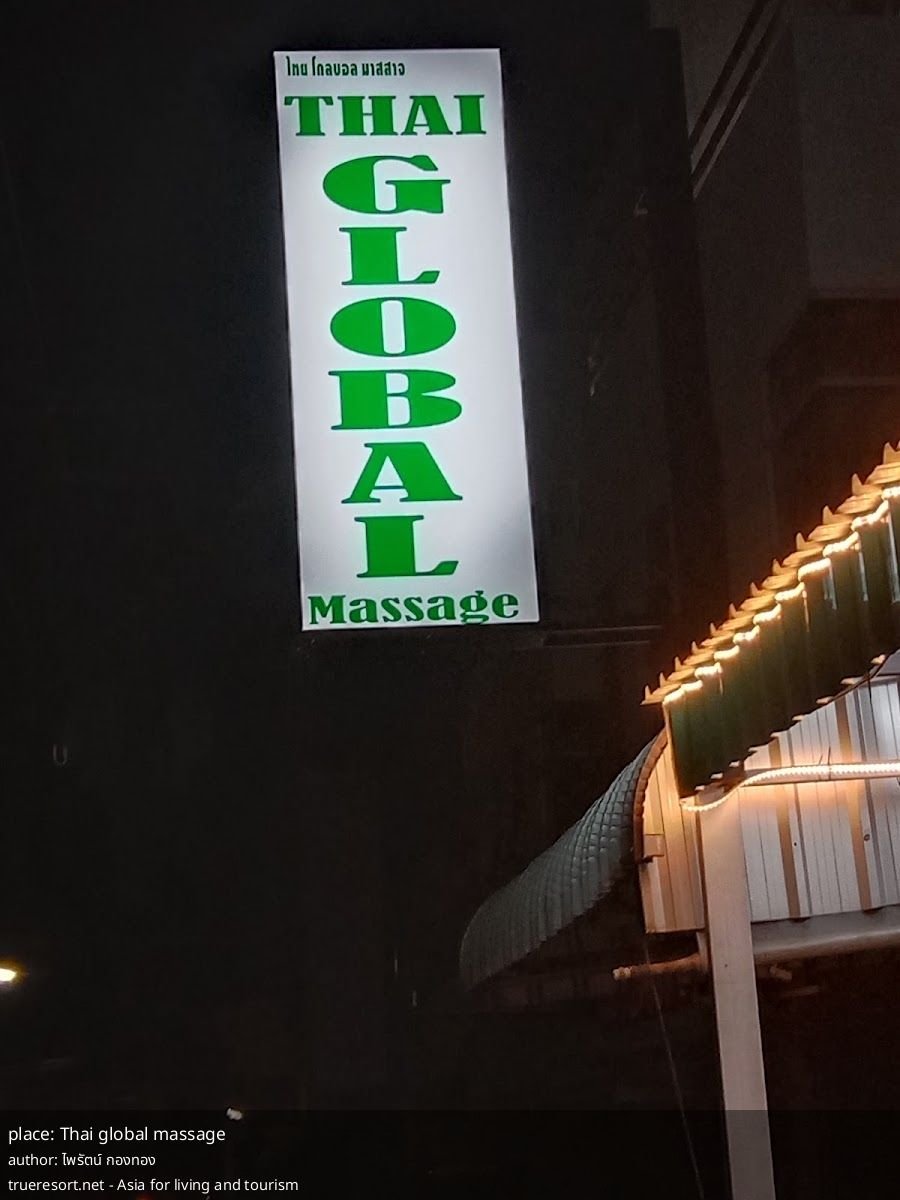 ไทย โกลบอล มาสสาจ
THAI
GLOBAL
Massage
place: Thai global massage
author: ไพรัตน์ กองทอง
trueresort.net - Asia for living and tourism